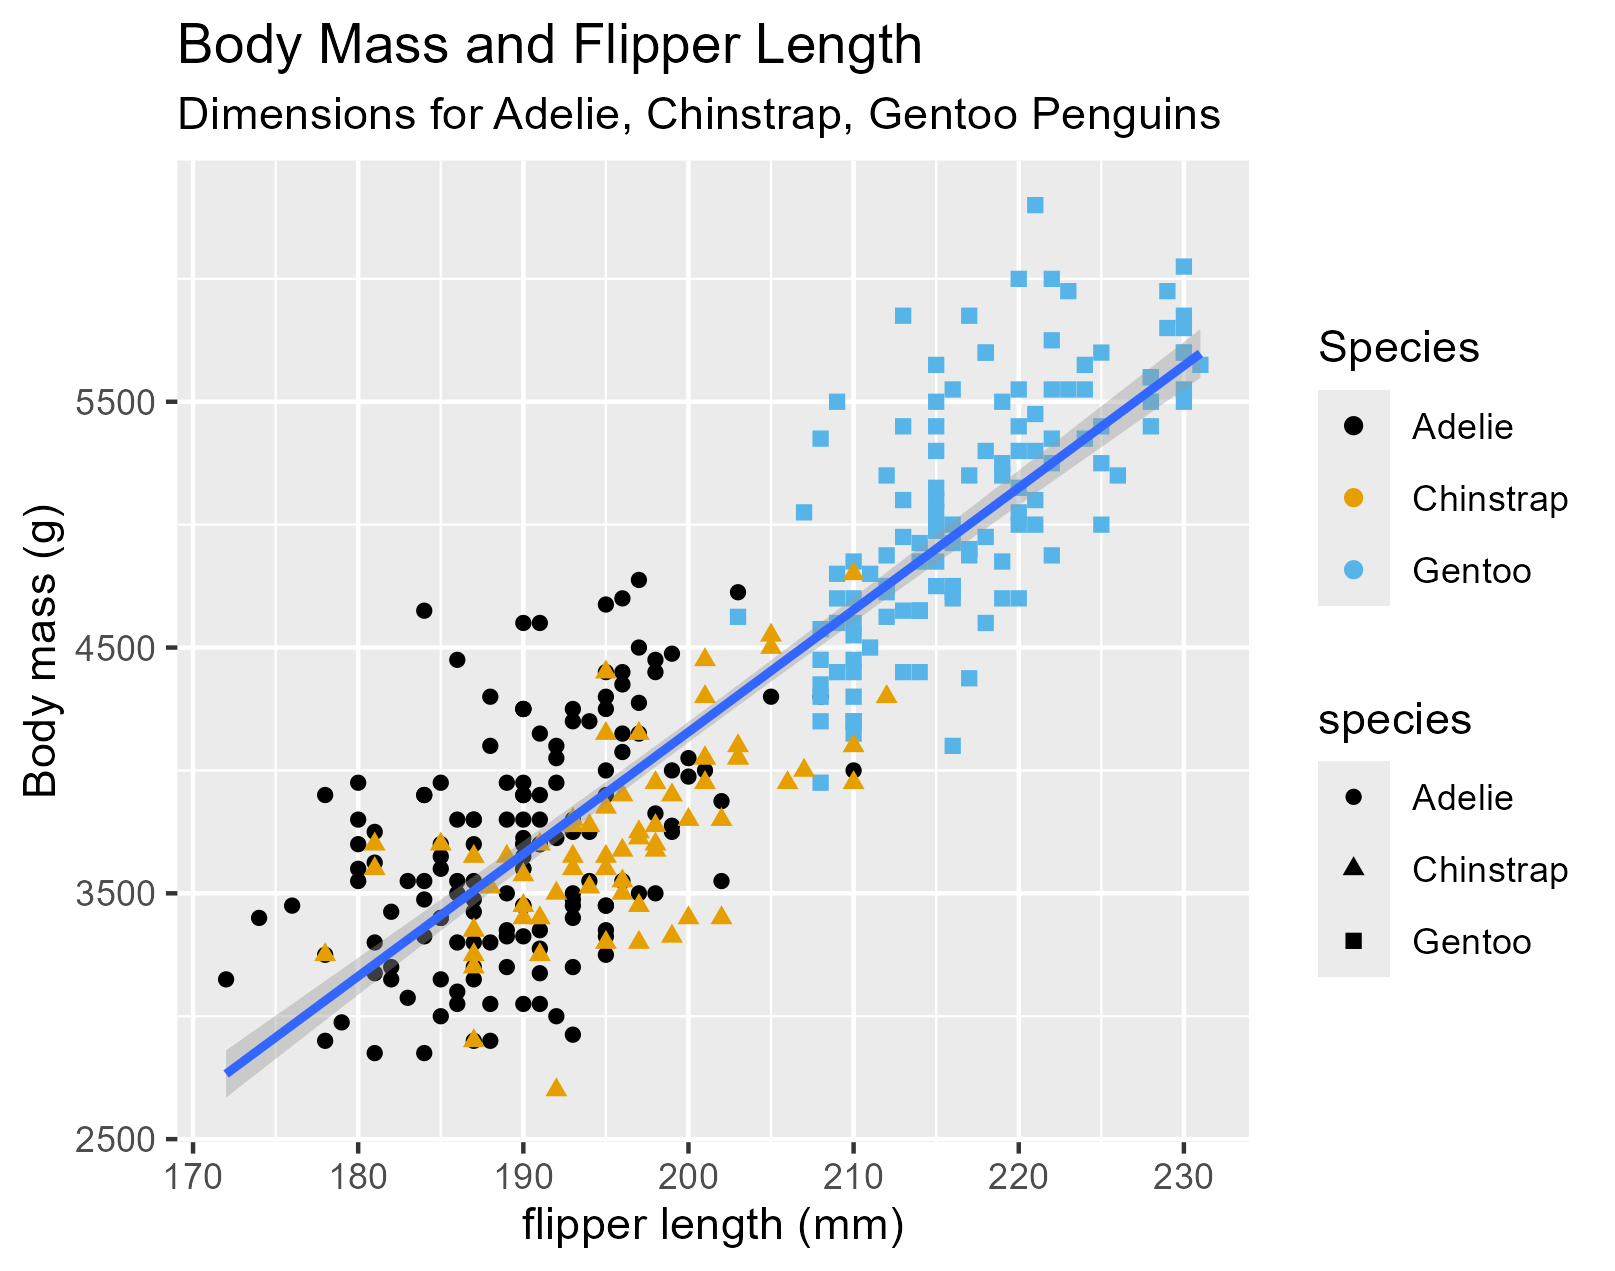 Body Mass and Flipper Length
Dimensions for Adelie, Chinstrap, Gentoo Penguins
Body mass (g)
5500
4500
3500
2500
170 180 190 200 210 220 230
flipper length (mm)
Species
Adelie
Chinstrap
Gentoo
species
Adelie
Chinstrap
Gentoo